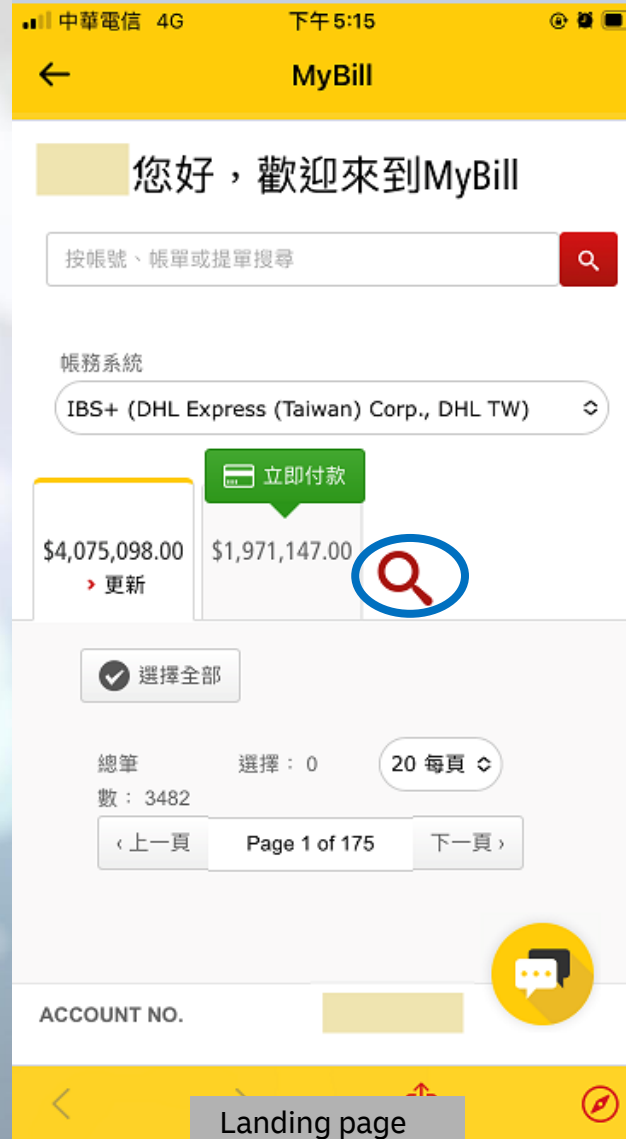 中華電信 4G 下午5:15
MyBill
您好，歡迎來到MyBill
按帳號、帳單或提單搜尋
帳務系統
IBS+ (DHL Express (Taiwan) Corp., DHL TW)
立即付款
$4,075,098.00 $1,971,147.00
› 更新
選擇全部
總筆 選擇： 0 20 每頁
數： 3482
‹上一頁 Page 1 of 175 下一頁›
ACCOUNT NO.
Landing page